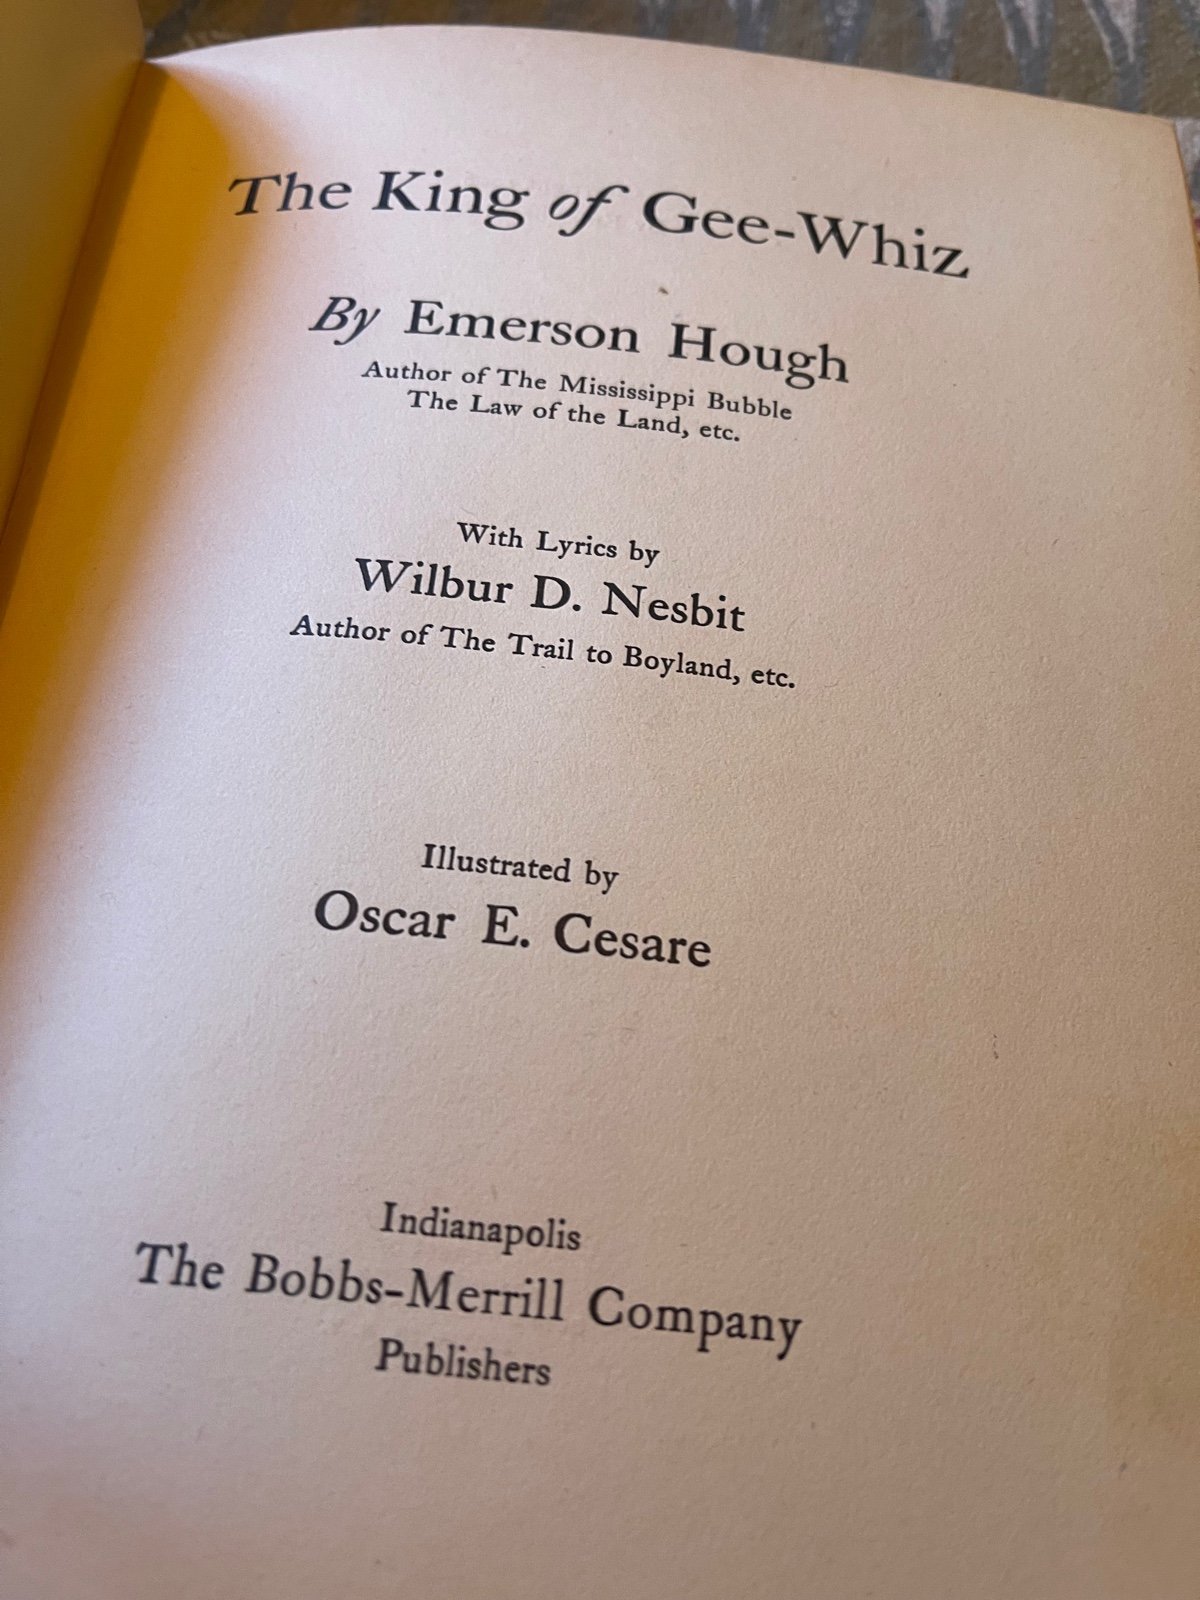 The King of Gee-Whiz
By Emerson Hough
Author of The Mississippi Bubble
The Law of the Land, etc.
With Lyrics by
Wilbur D. Nesbit
Author of The Trail to Boyland, etc.
Illustrated by
Oscar E. Cesare
Indianapolis
The Bobbs-Merrill Company
Publishers